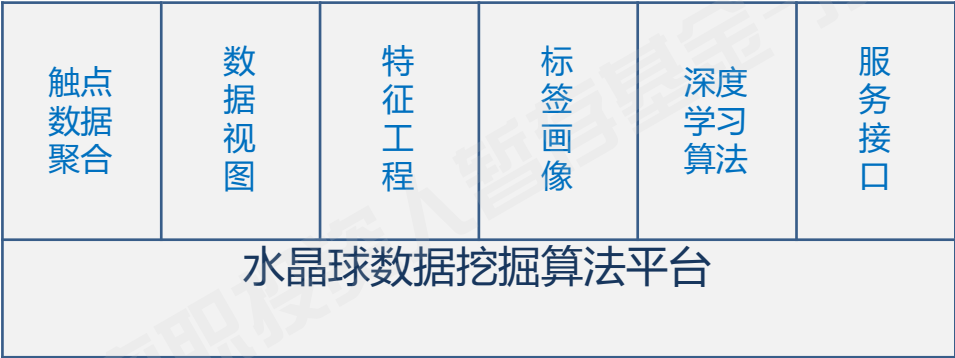 触点
数据
聚合
数据视图
特征工程
标签画像
深度
学习
算法
服务接口
水晶球数据挖掘算法平台